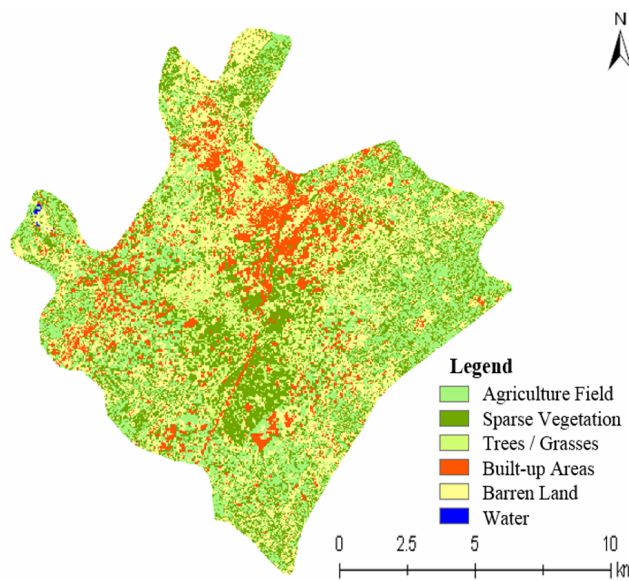 N
Legend
Agriculture Field
Sparse Vegetation
Trees / Grasses
Built-up Areas
Barren Land
Water
0 2.5 5 10
km